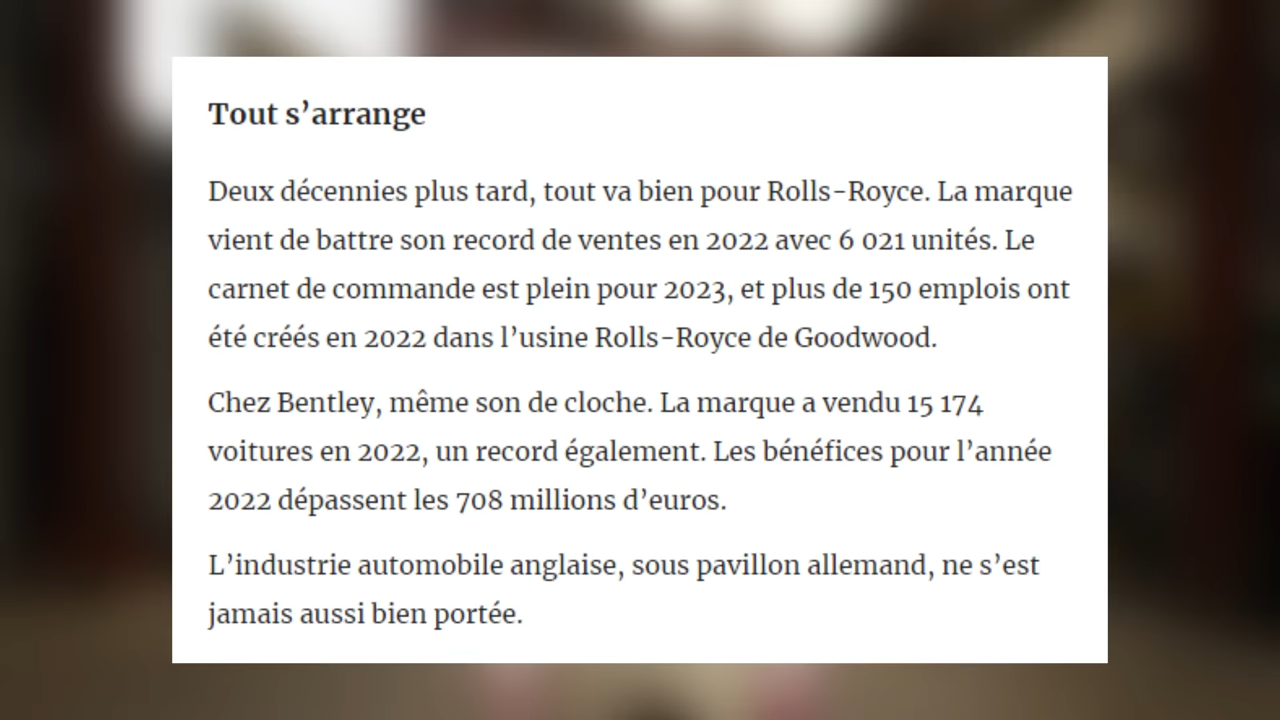 Tout s’arrange
Deux décennies plus tard, tout va bien pour Rolls-Royce. La marque
vient de battre son record de ventes en 2022 avec 6 021 unités. Le
carnet de commande est plein pour 2023, et plus de 150 emplois ont
été créés en 2022 dans l’usine Rolls-Royce de Goodwood.
Chez Bentley, même son de cloche. La marque a vendu 15 174
voitures en 2022, un record également. Les bénéfices pour l’année
2022 dépassent les 708 millions d’euros.
L’industrie automobile anglaise, sous pavillon allemand, ne s’est
jamais aussi bien portée.